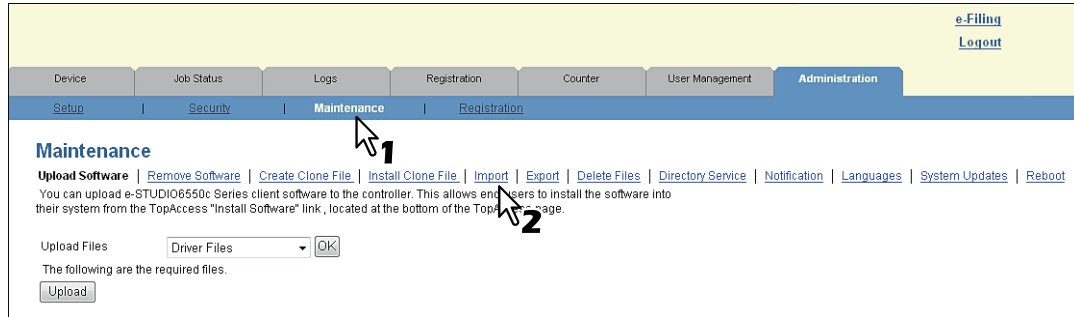 e-Filing
Logout
Device Job Status Logs Registration Counter User Management Administration
Setup | Security | Maintenance | Registration
1
Maintenance
Upload Software | Remove Software | Create Clone File | Install Clone File | Import | Export | Delete Files | Directory Service | Notification | Languages | System Updates | Reboot
You can upload e-STUDIO6550c Series client software to the controller. This allows end users to install the software into
their system from the TopAccess "Install Software" link, located at the bottom of the page.
2
Upload Files Driver Files OK
The following are the required files.
Upload